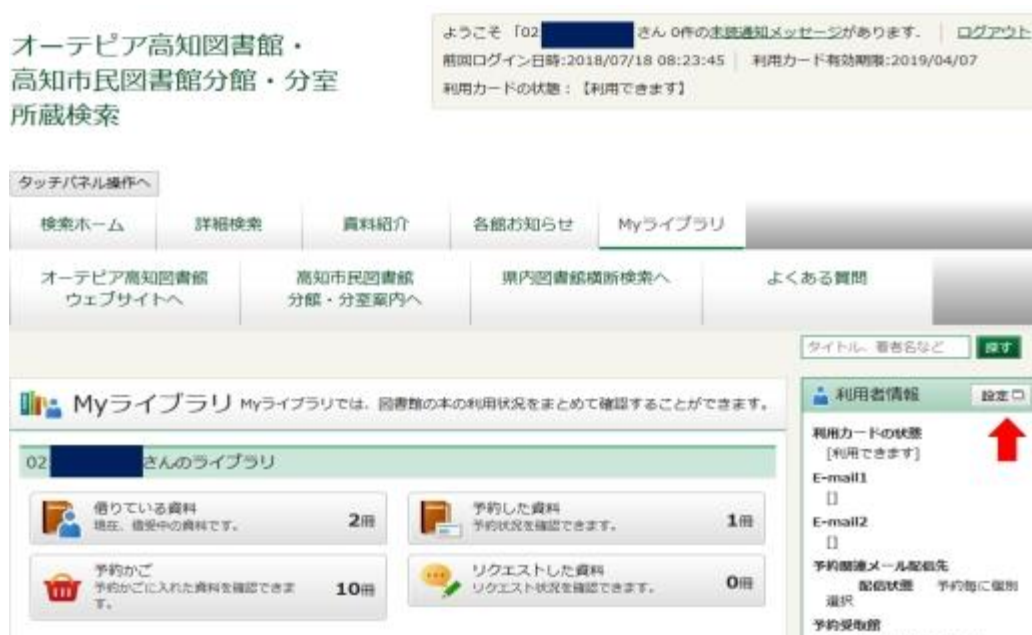 オーテピア高知図書館・
高知市民図書館分館・分室
所蔵検索
ようこそ 「02 さん 0件の未読通知メッセージがあります. ログアウト
前回ログイン日時:2018/07/18 08:23:45 利用カード有効期限:2019/04/07
利用カードの状態:【利用できます】
タッチパネル操作へ
検索ホーム 詳細検索 資料紹介 各館お知らせ Myライブラリ
オーテピア高知図書館 高知市民図書館 県内図書館横断検索へ よくある質問
ウェブサイトへ 分館・分室案内へ
タイトル、著者名など 探す
Myライブラリ Myライブラリでは、図書館の本の利用状況をまとめて確認することができます。
利用者情報 設定
02 さんのライブラリ
借りている資料
現在、借受中の資料です。 2冊
予約した資料
予約状況を確認できます。 1冊
予約かご
予約かごに入れた資料を確認できま
す。 10冊
リクエストした資料
リクエスト状況を確認できます。 0冊
利用カードの状態
[利用できます]
E-mail1
[]
E-mail2
[]
予約関連メール配信先
配信状態 予約毎に個別
選択
予約受取館